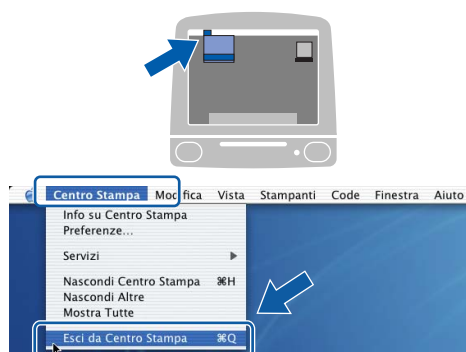 Centro Stampa Modifica Vista Stampanti Code Finestra Aiuto
Info su Centro Stampa
Preferenze...
Servizi ▶
Nascondi Centro Stampa ⌘H
Nascondi Altre
Mostra Tutte
Esci da Centro Stampa ⌘Q